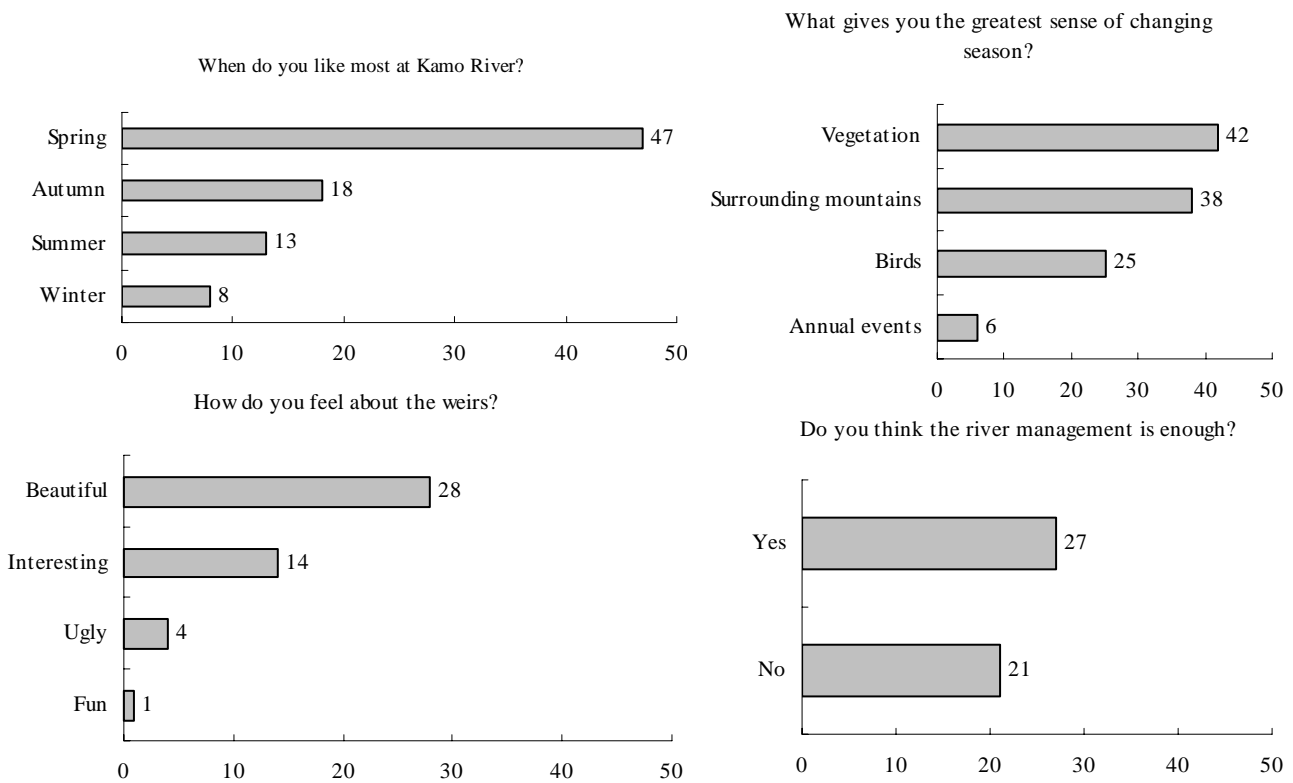 When do you like most at Kamo River?
Spring 47
Autumn 18
Summer 13
Winter 8
0 10 20 30 40 50
What gives you the greatest sense of changing
season?
Vegetation 42
Surrounding mountains 38
Birds 25
Annual events 6
0 10 20 30 40 50
How do you feel about the weirs?
Beautiful 28
Interesting 14
Ugly 4
Fun 1
0 10 20 30 40 50
Do you think the river management is enough?
Yes 27
No 21
0 10 20 30 40 50